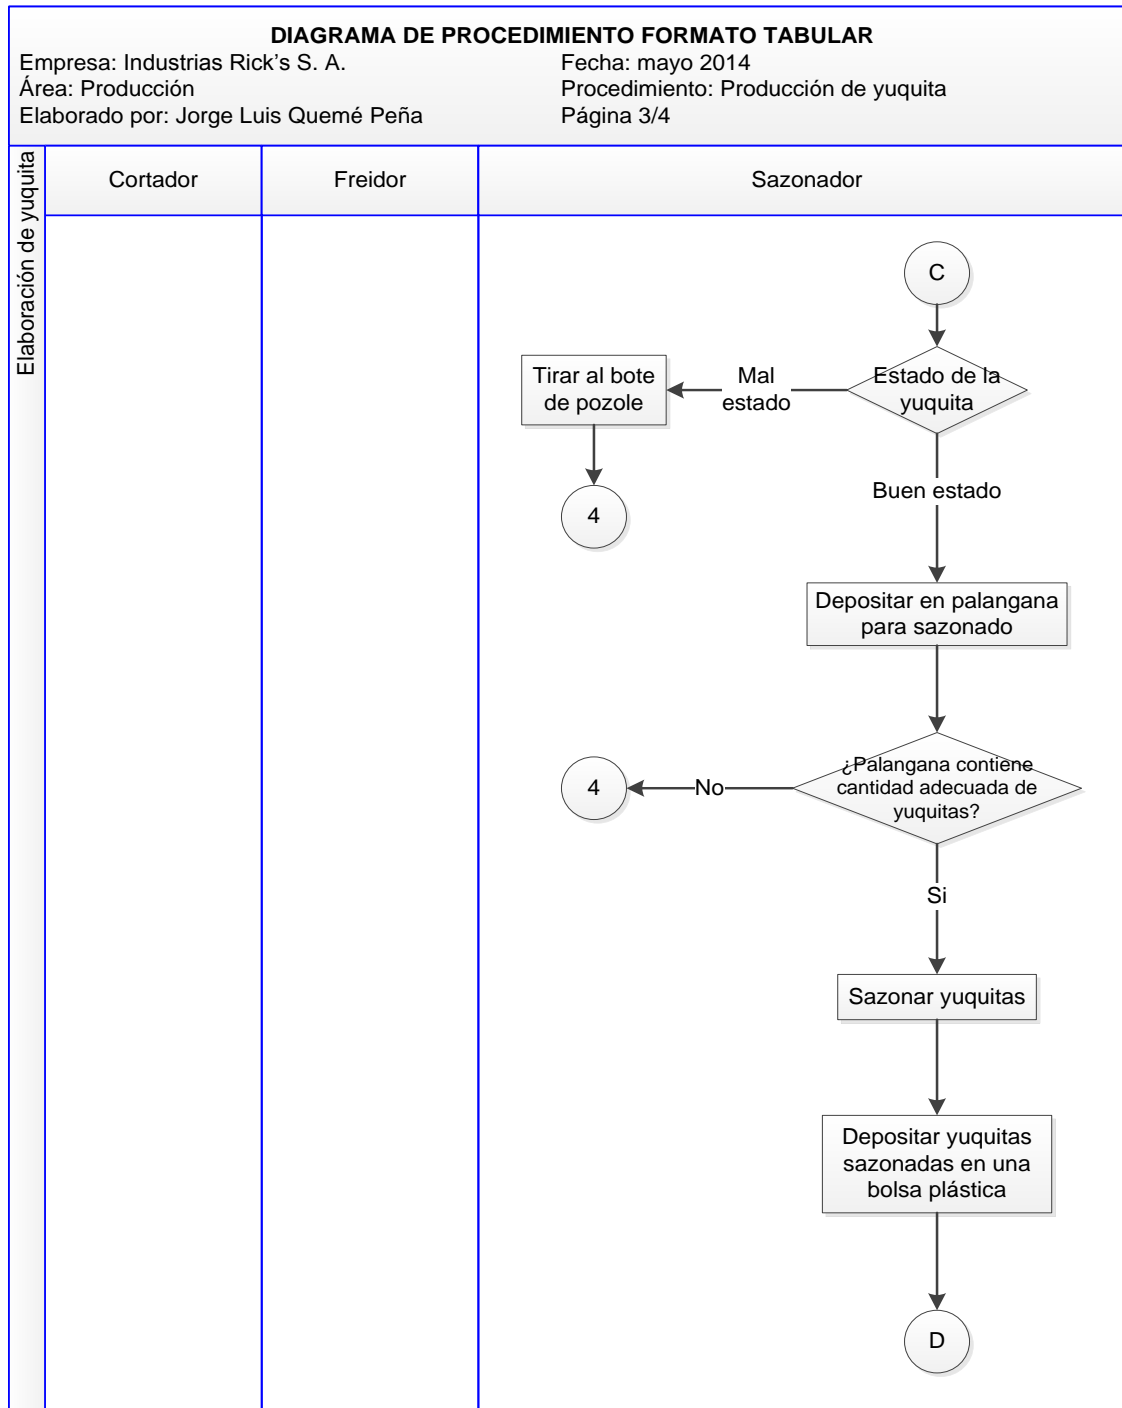 DIAGRAMA DE PROCEDIMIENTO FORMATO TABULAR
Empresa: Industrias Rick's S. A.
Fecha: mayo 2014
Área: Producción
Procedimiento: Producción de yuquita
Elaborado por: Jorge Luis Quemé Peña
Página 3/4
Elaboración de yuquita
Cortador
Freidor
Sazonador
C
Estado de la
yuquita
Mal
estado
Tirar al bote
de pozole
4
Buen estado
Depositar en palangana
para sazonado
¿Palangana contiene
cantidad adecuada de
yuquitas?
No
4
Si
Sazonar yuquitas
Depositar yuquitas
sazonadas en una
bolsa plástica
D